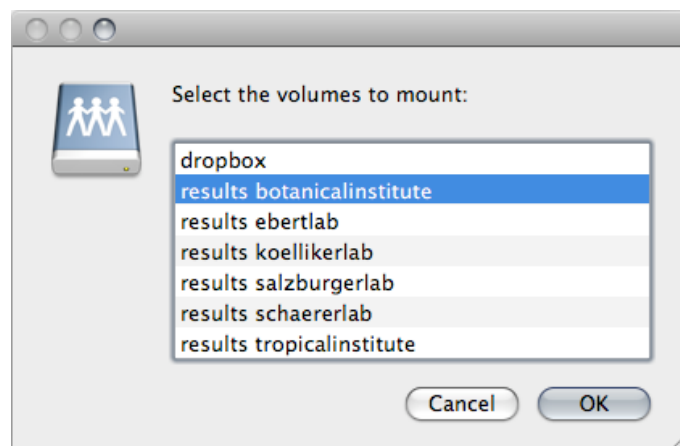 Select the volumes to mount:
dropbox
results botanicalinstitute
results ebertlab
results koellikerlab
results salzburgerlab
results schaererlab
results tropicalinstitute
Cancel
OK